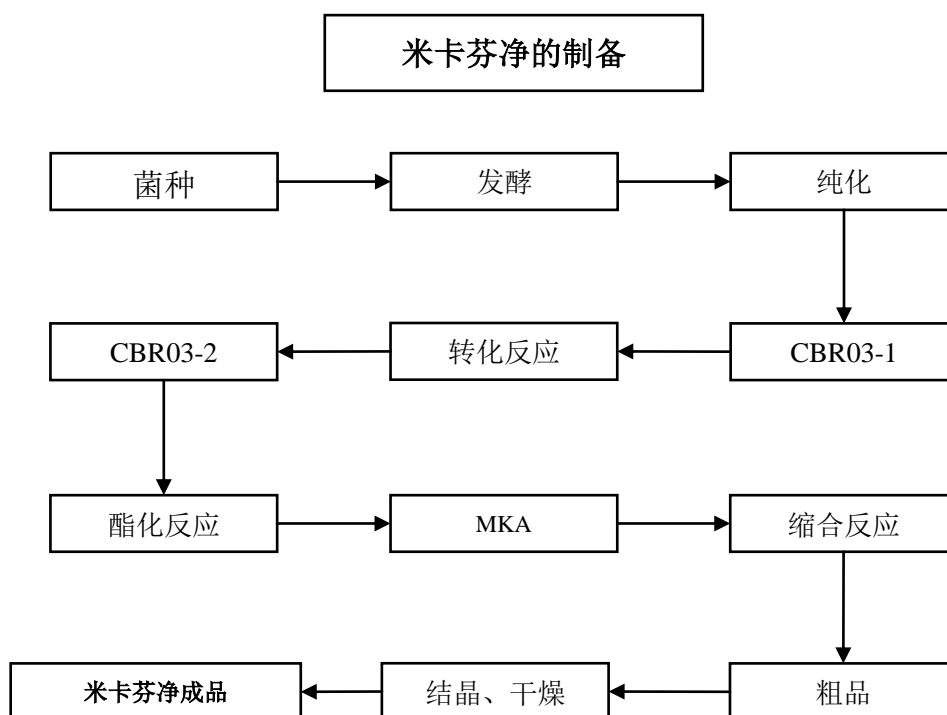 米卡芬净的制备
菌种
发酵
纯化
CBR03-2
转化反应
CBR03-1
酯化反应
MKA
缩合反应
米卡芬净成品
结晶、干燥
粗品